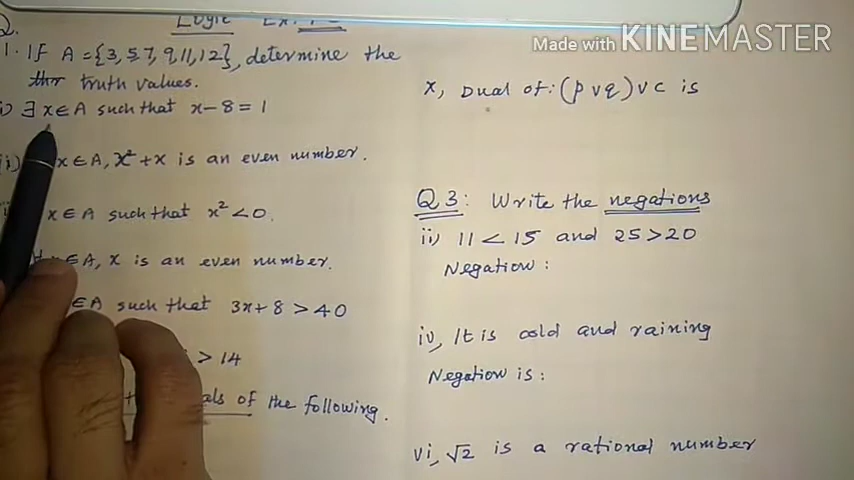 Q.
Logic Ex.
1. If A = {3, 5, 7, 9, 11, 12}, determine the
truth values.
i) ∃ x ∈ A such that x - 8 = 1
ii) x ∈ A, x² + x is an even number.
x ∈ A such that x² < 0.
∈ A, x is an even number.
∈ A such that 3x + 8 > 40
> 14
of the following.
Made with KINEMASTER
x, Dual of: (p ∨ q) ∨ c is
Q3: Write the negations
ii, 11 < 15 and 25 > 20
Negation :
iv, It is cold and raining
Negation is :
vi, √2 is a rational number